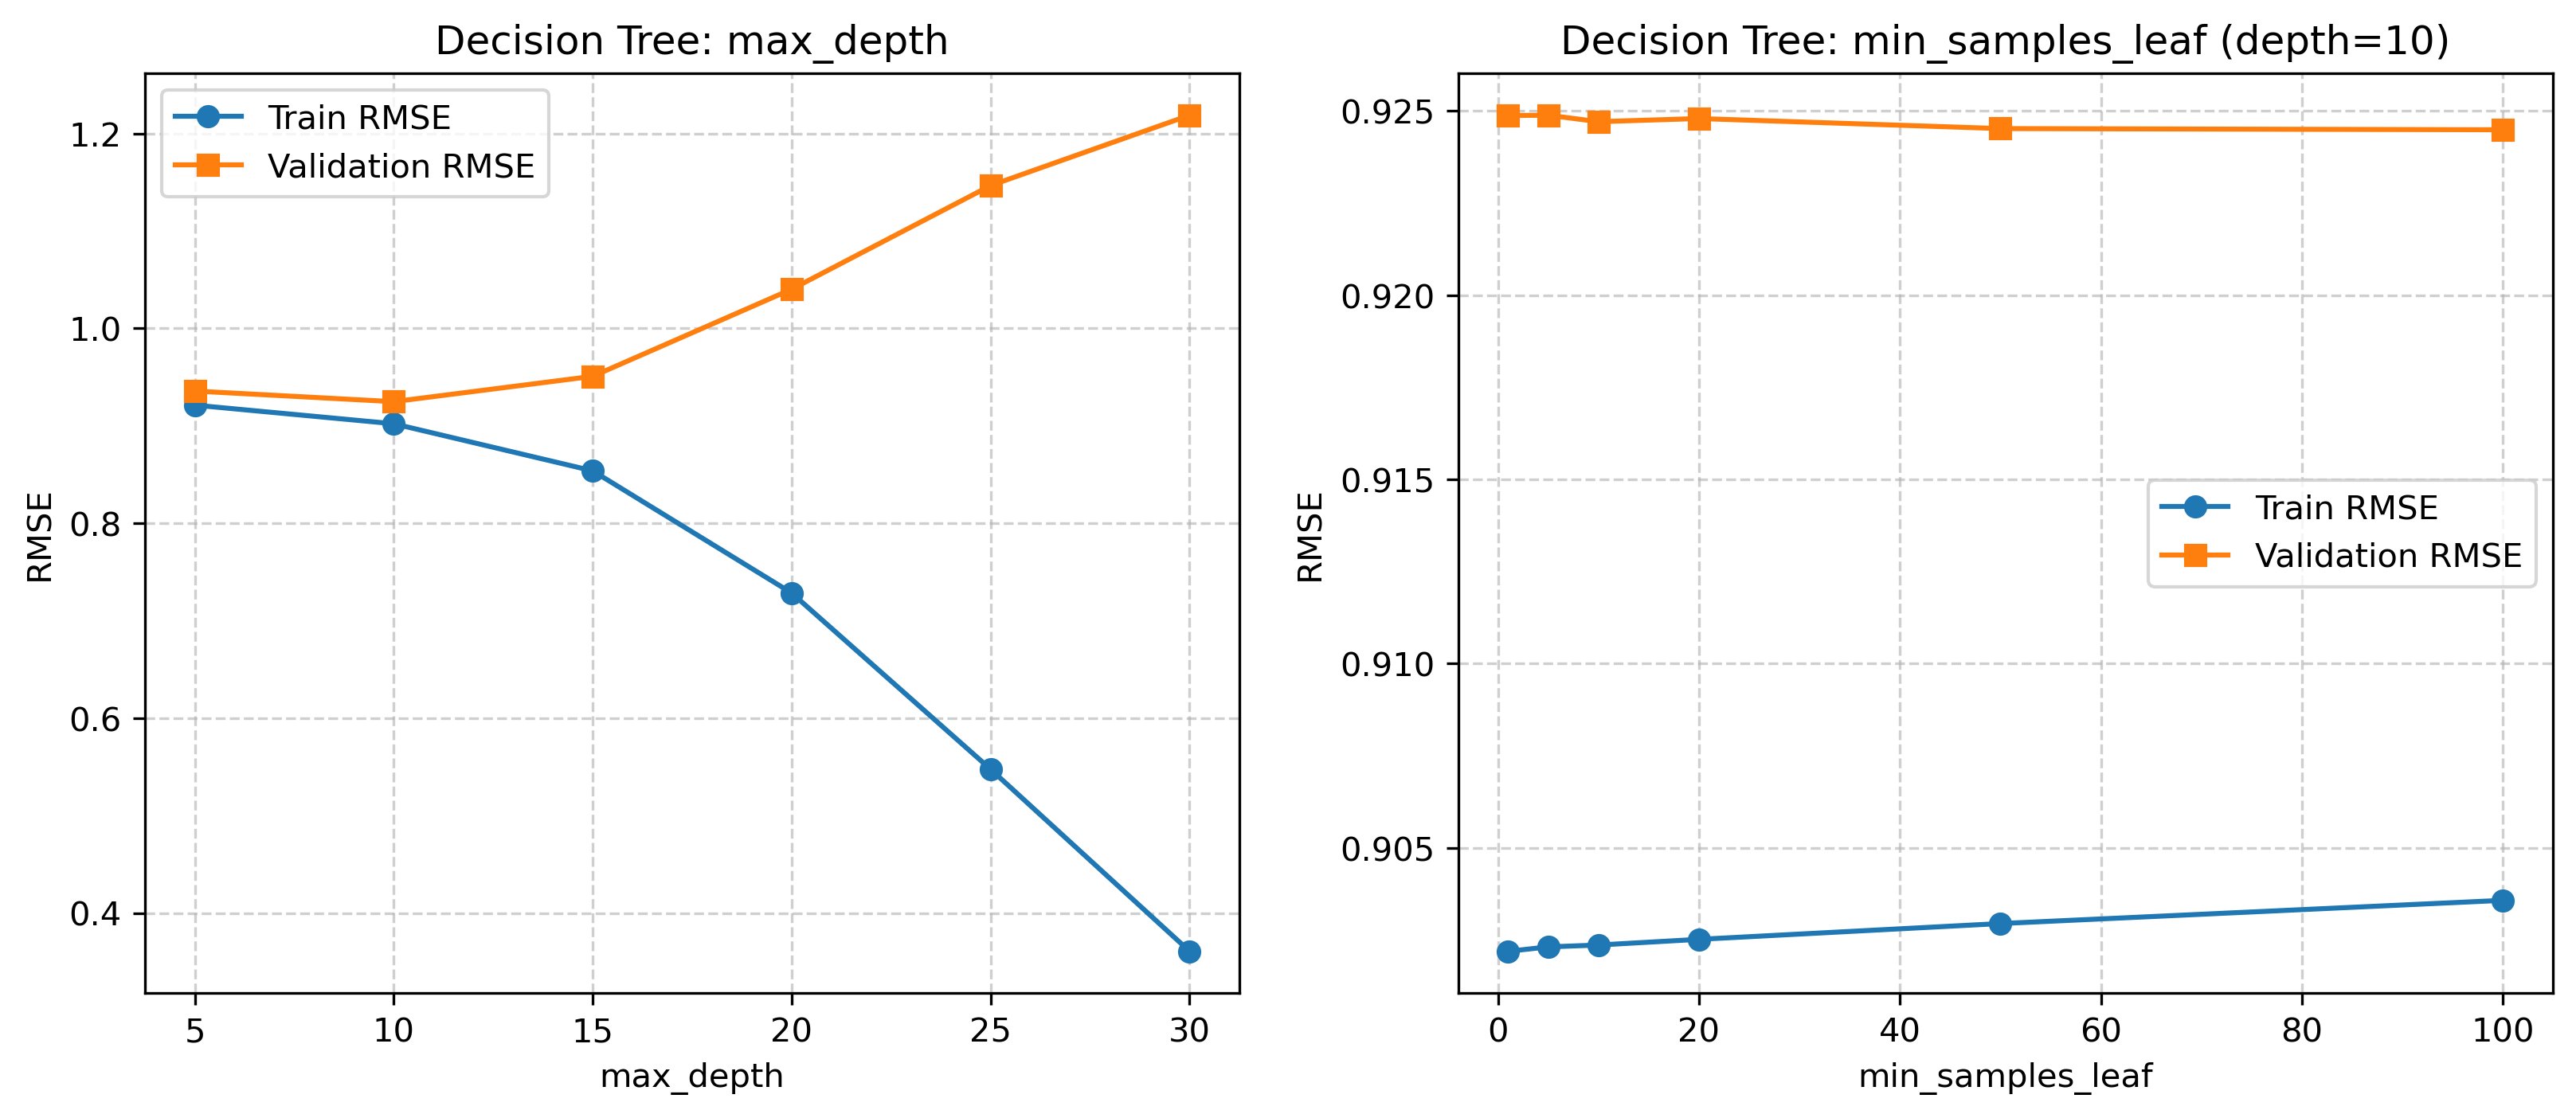 Decision Tree: max_depth
Train RMSE
Validation RMSE
1.2
1.0
0.8
0.6
0.4
RMSE
5 10 15 20 25 30
max_depth
Decision Tree: min_samples_leaf (depth=10)
0.925
0.920
0.915
0.910
0.905
RMSE
Train RMSE
Validation RMSE
0 20 40 60 80 100
min_samples_leaf